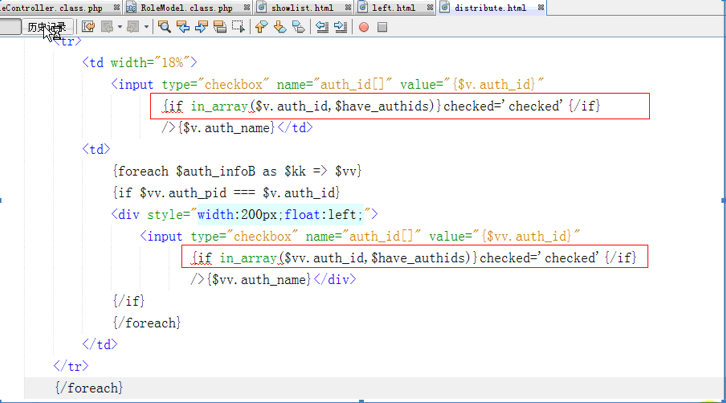 eController.class.php RoleModel.class.php showlist.html left.html distribute.html
历史记录
<tr>
<td width="18%">
<input type="checkbox" name="auth_id[]" value="{$v.auth_id}"
{if in_array($v.auth_id,$have_authids)}checked='checked'{/if}
/>{$v.auth_name}</td>
<td>
{foreach $auth_infoB as $kk => $vv}
{if $vv.auth_pid === $v.auth_id}
<div style="width:200px;float:left;">
<input type="checkbox" name="auth_id[]" value="{$vv.auth_id}"
{if in_array($vv.auth_id,$have_authids)}checked='checked'{/if}
/>{$vv.auth_name}</div>
{/if}
{/foreach}
</td>
</tr>
{/foreach}